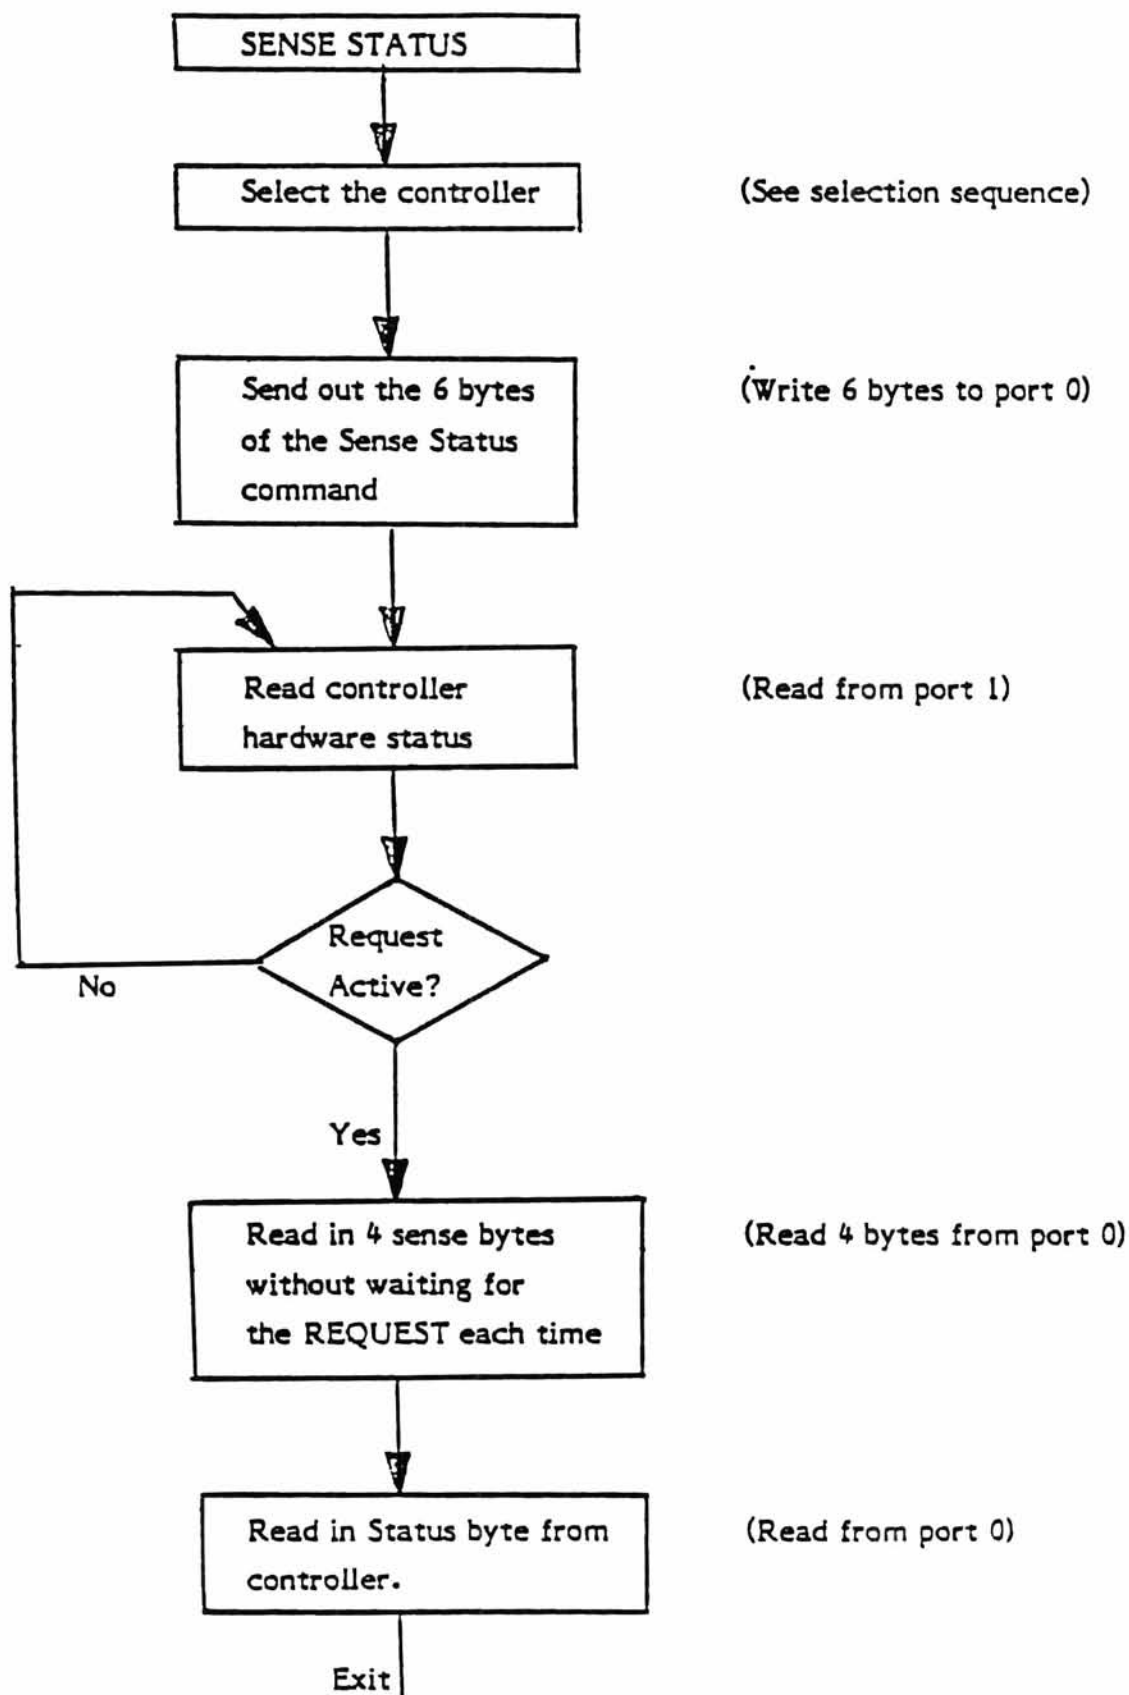 SENSE STATUS
Select the controller
(See selection sequence)
Send out the 6 bytes
(Write 6 bytes to port 0)
of the Sense Status
command
Read controller
(Read from port 1)
hardware status
Request
Active?
No
Yes
Read in 4 sense bytes
(Read 4 bytes from port 0)
without waiting for
the REQUEST each time
Read in Status byte from
(Read from port 0)
controller.
Exit